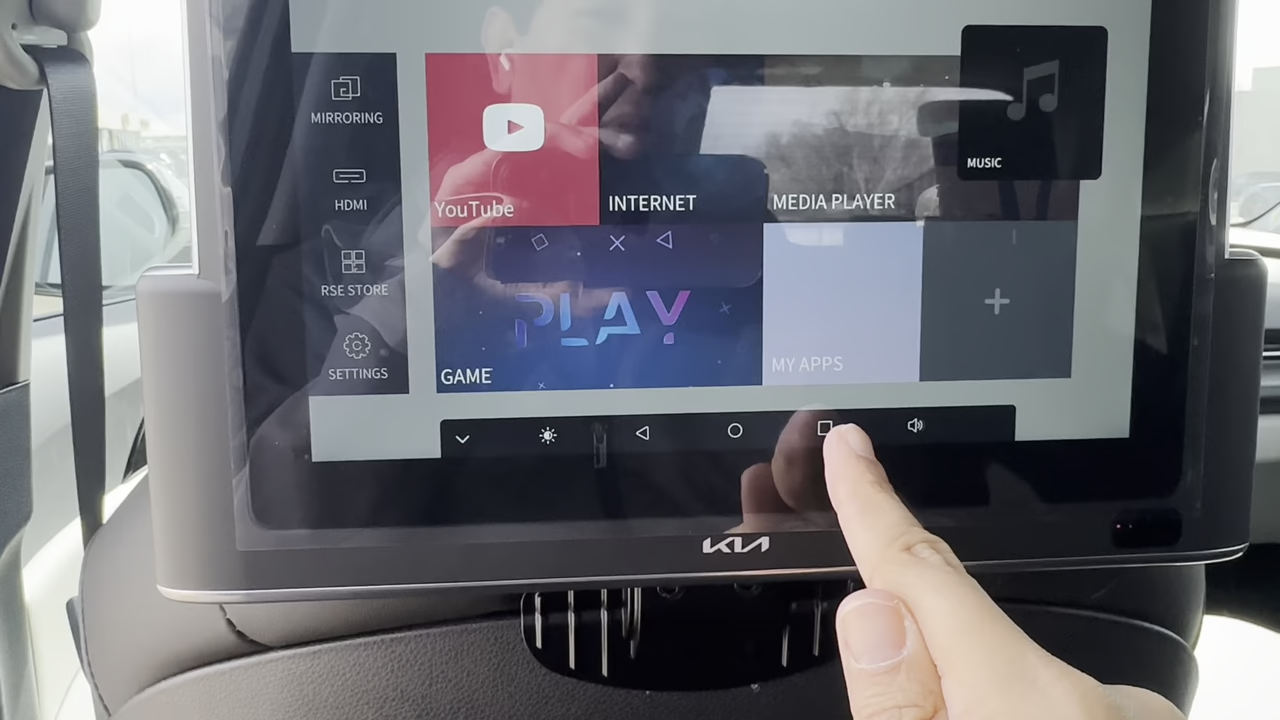 MIRRORING
HDMI
RSE STORE
SETTINGS
YouTube
INTERNET
MEDIA PLAYER
MUSIC
PLAY
GAME
MY APPS
KIA